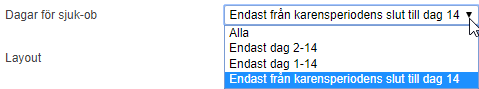 Dagar för sjuk-ob
Endast från karensperiodens slut till dag 14
Alla
Endast dag 2-14
Layout
Endast dag 1-14
Endast från karensperiodens slut till dag 14